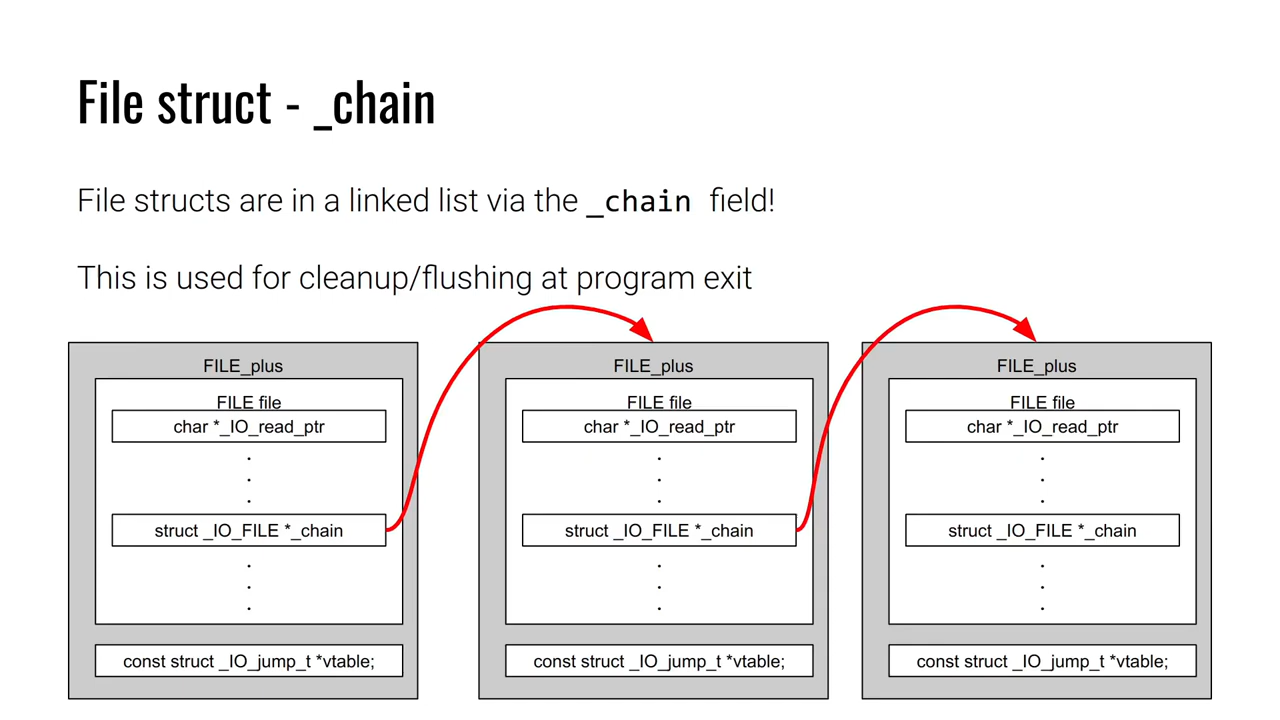 File struct - _chain
File structs are in a linked list via the _chain field!
This is used for cleanup/flushing at program exit
FILE_plus
FILE file
char *_IO_read_ptr
.
.
.
struct _IO_FILE *_chain
.
.
.
const struct _IO_jump_t *vtable;
FILE_plus
FILE file
char *_IO_read_ptr
.
.
.
struct _IO_FILE *_chain
.
.
.
const struct _IO_jump_t *vtable;
FILE_plus
FILE file
char *_IO_read_ptr
.
.
.
struct _IO_FILE *_chain
.
.
.
const struct _IO_jump_t *vtable;